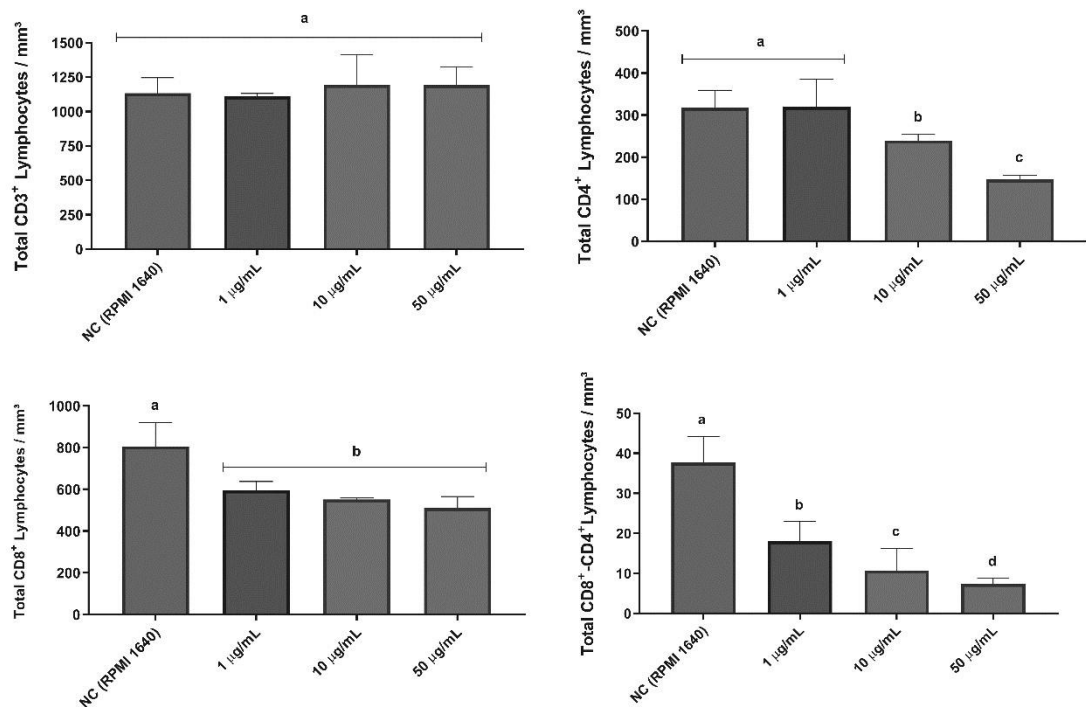 a
1500
1250
1000
750
500
250
0
Total CD3⁺ Lymphocytes / mm³
NC (RPMI 1640)
1 µg/mL
10 µg/mL
50 µg/mL
a
b
c
500
400
300
200
100
0
Total CD4⁺ Lymphocytes / mm³
NC (RPMI 1640)
1 µg/mL
10 µg/mL
50 µg/mL
a
b
1000
800
600
400
200
0
Total CD8⁺ Lymphocytes / mm³
NC (RPMI 1640)
1 µg/mL
10 µg/mL
50 µg/mL
a
b
c
d
50
40
30
20
10
0
Total CD8⁺-CD4⁺Lymphocytes / mm³
NC (RPMI 1640)
1 µg/mL
10 µg/mL
50 µg/mL